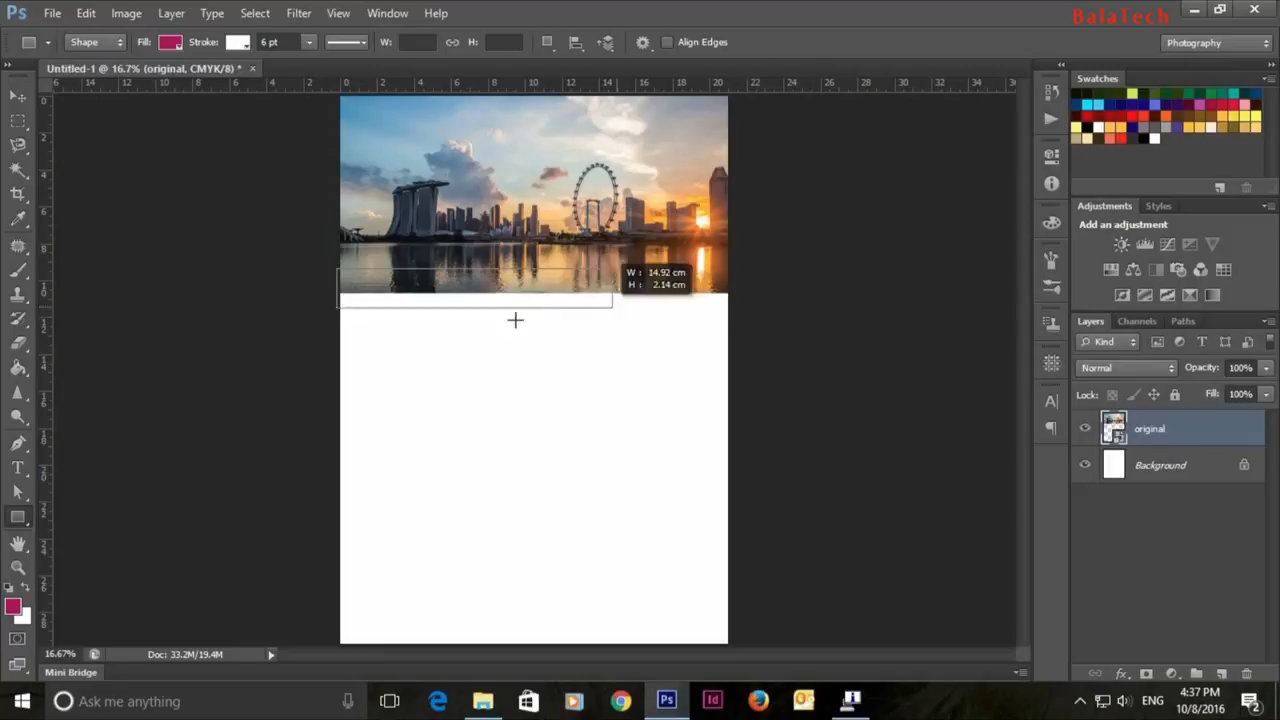 BalaTech
Ps File Edit Image Layer Type Select Filter View Window Help
Shape Fill: Stroke: 6 pt W: H: Align Edges Photography
Untitled-1 @ 16.7% (original, CMYK/8) * ×
Swatches
Adjustments Styles
Add an adjustment
W : 14.92 cm
H : 2.14 cm
Layers Channels Paths
Kind
Normal Opacity: 100%
Lock: Fill: 100%
original
Background
16.67% Doc: 33.2M/19.4M
Mini Bridge
Ask me anything
Ps Id ENG 4:37 PM
10/8/2016